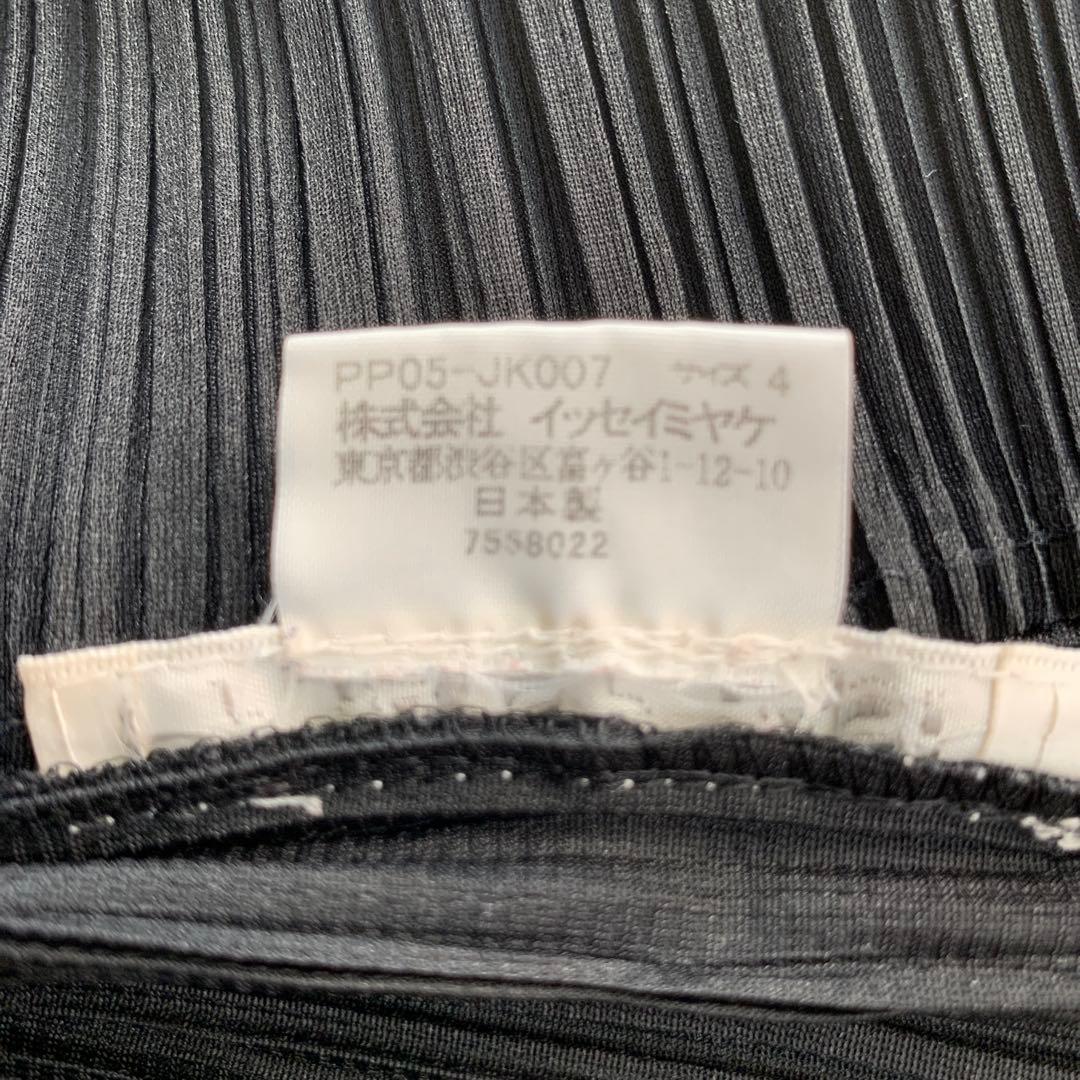 PP05-JK007 サイズ 4
株式会社 イッセイミヤケ
東京都渋谷区富ヶ谷1-12-10
日本製
7558022